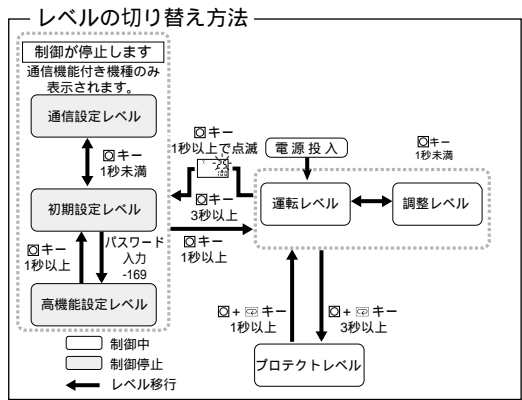 レベルの切り替え方法
制御が停止します
通信機能付き機種のみ
表示されます。
通信設定レベル
キー
1秒未満
初期設定レベル
キー
1秒以上
パスワード
入力
-169
高機能設定レベル
キー
1秒以上で点滅
キー
3秒以上
キー
1秒以上
電源投入
キー
1秒未満
運転レベル
調整レベル
+ キー
1秒以上
+ キー
3秒以上
プロテクトレベル
制御中
制御停止
レベル移行